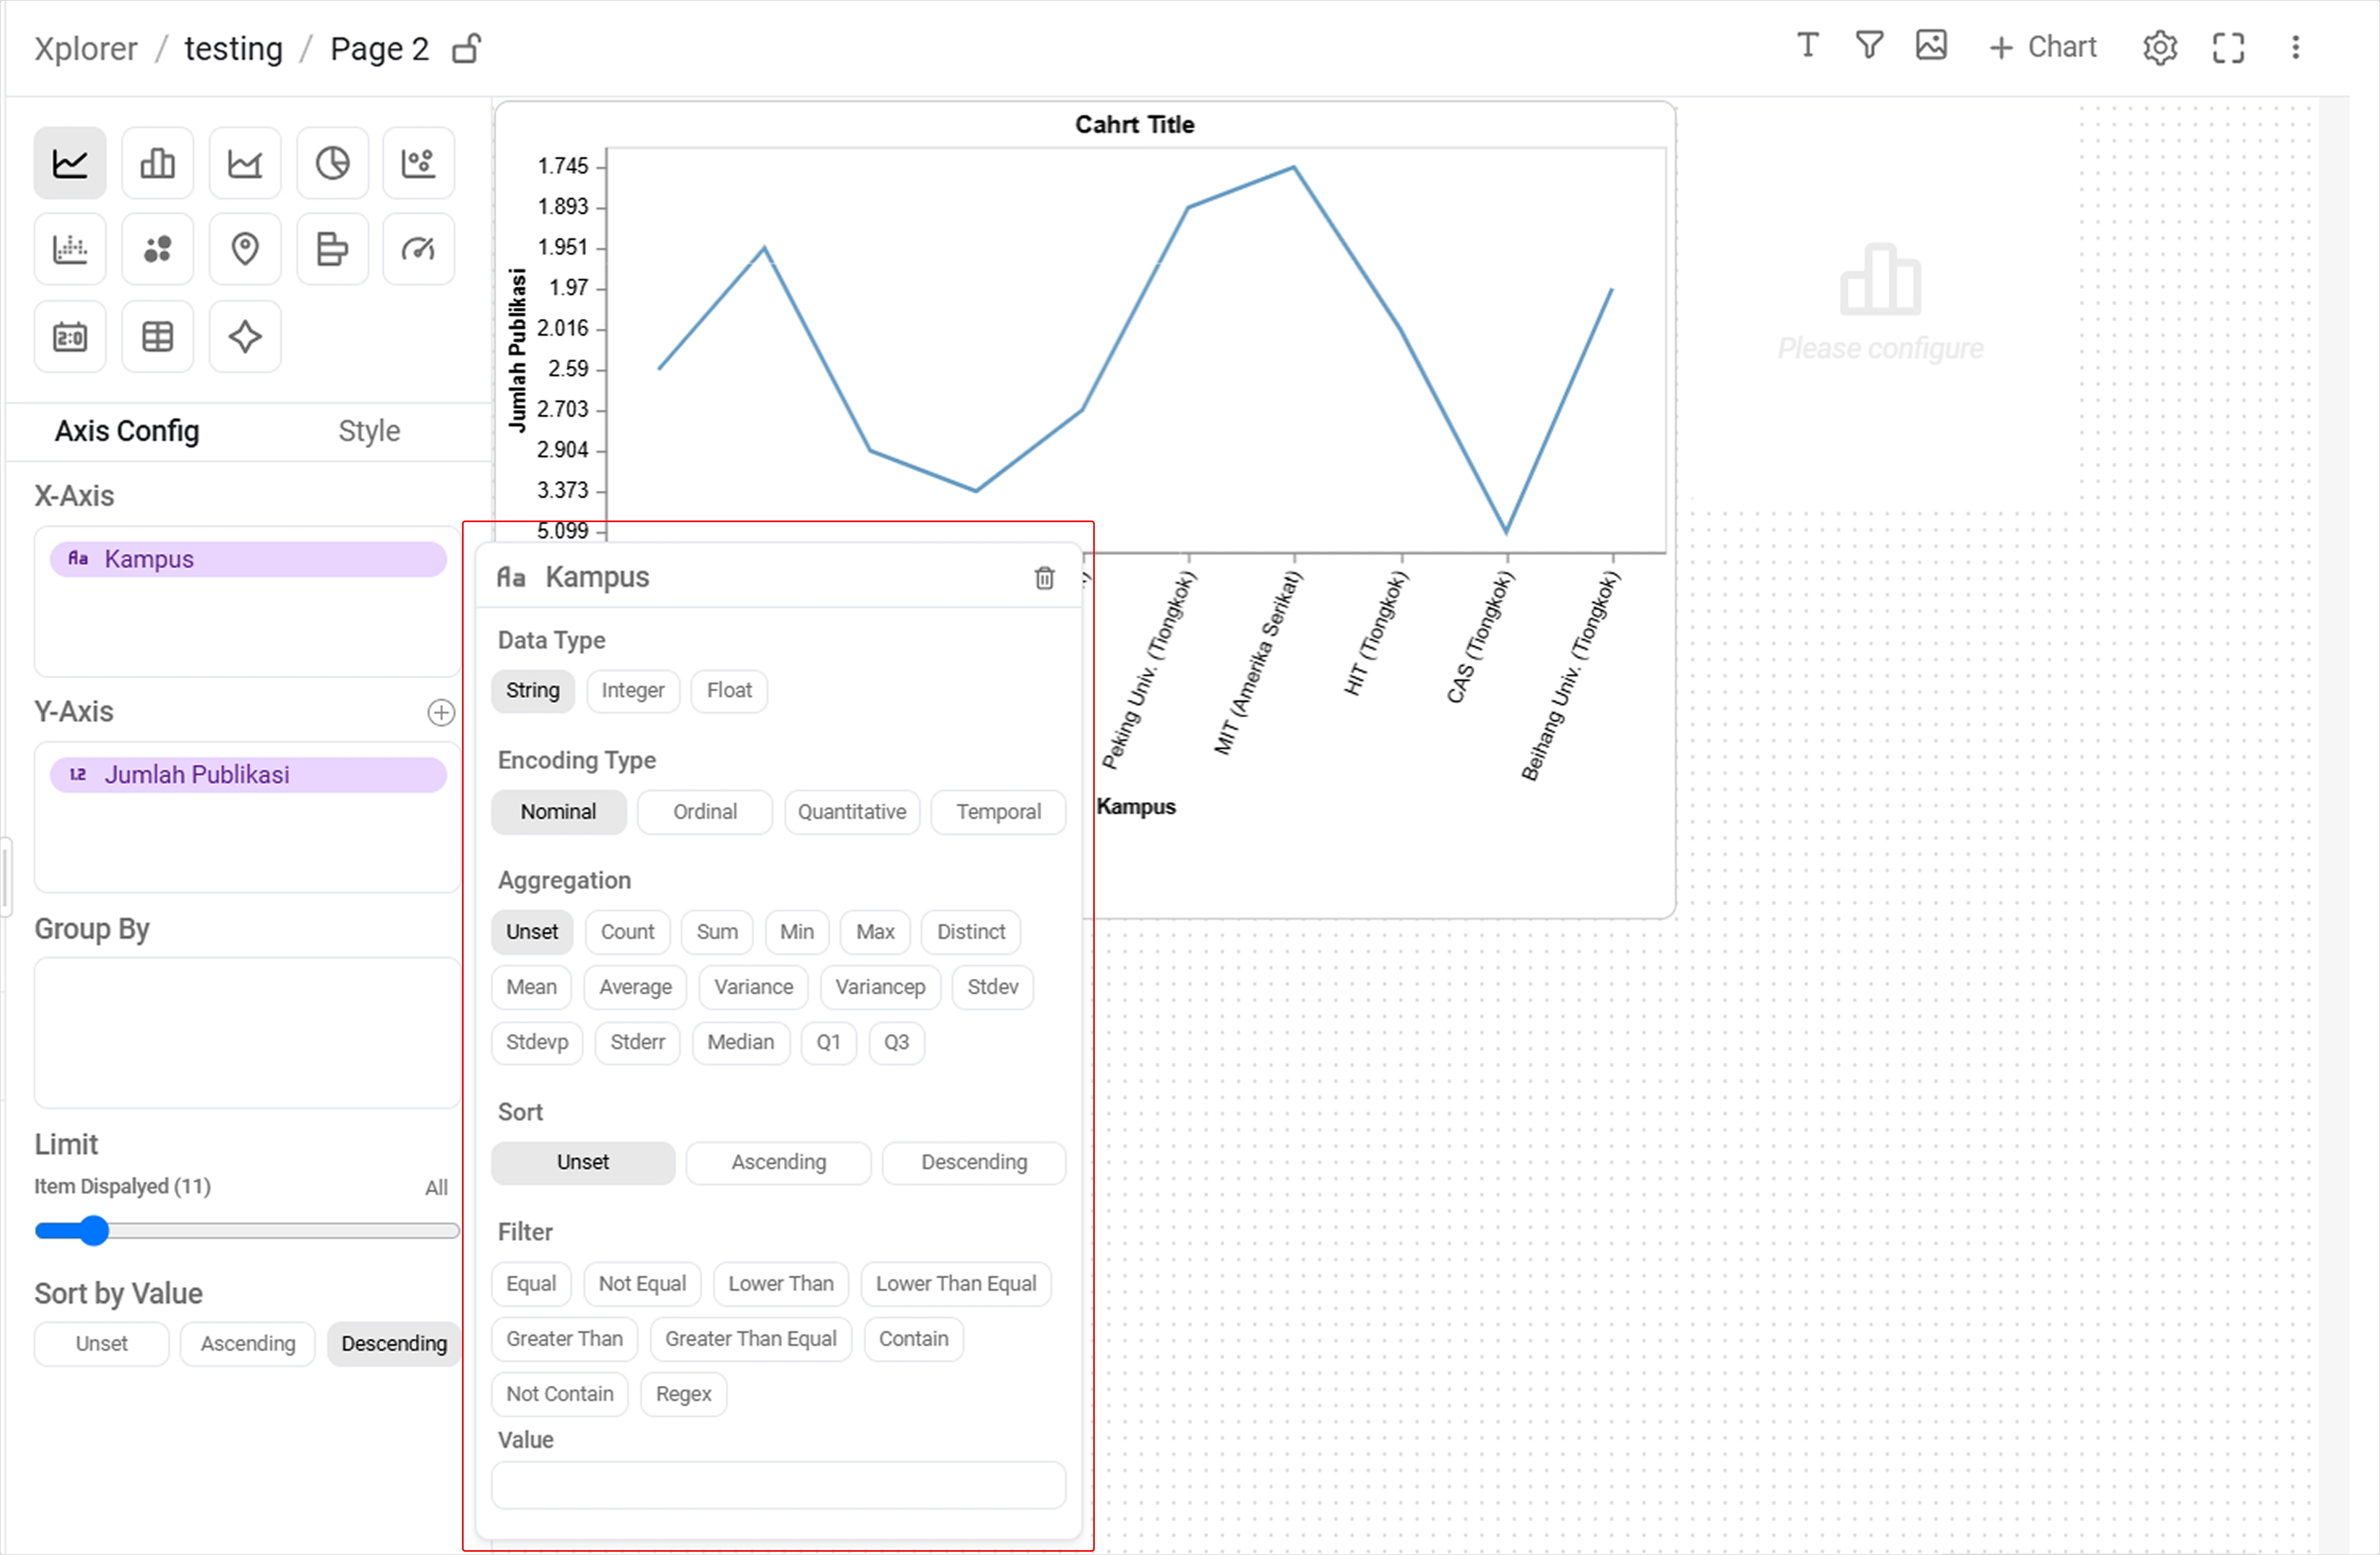 Xplorer / testing / Page 2
T
+ Chart
Axis Config
Style
X-Axis
Aa Kampus
Y-Axis
1.2 Jumlah Publikasi
Group By
Limit
Item Dispalyed (11)
All
Sort by Value
Unset
Ascending
Descending
Cahrt Title
1.745
1.893
1.951
1.97
2.016
2.59
2.703
2.904
3.373
5.099
Jumlah Publikasi
Peking Univ. (Tiongkok)
MIT (Amerika Serikat)
HIT (Tiongkok)
CAS (Tiongkok)
Beihang Univ. (Tiongkok)
Kampus
Please configure
Aa Kampus
Data Type
String Integer Float
Encoding Type
Nominal Ordinal Quantitative Temporal
Aggregation
Unset Count Sum Min Max Distinct
Mean Average Variance Variancep Stdev
Stdevp Stderr Median Q1 Q3
Sort
Unset Ascending Descending
Filter
Equal Not Equal Lower Than Lower Than Equal
Greater Than Greater Than Equal Contain
Not Contain Regex
Value
2:0